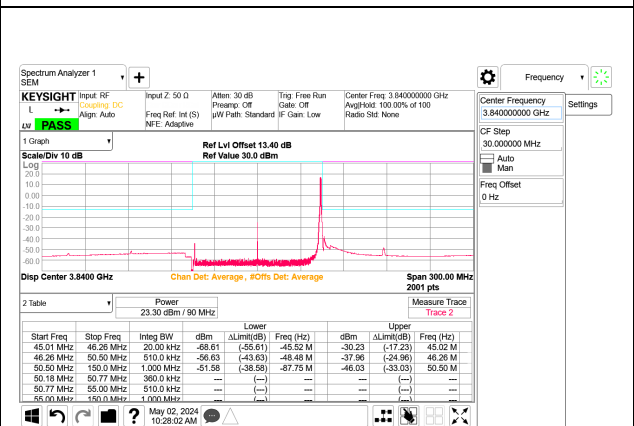 Spectrum Analyzer 1
SEM
Frequency
KEYSIGHT
L
LXI PASS
Input: RF
Coupling: DC
Align: Auto
Input Z: 50 Ω
Freq Ref: Int (S)
NFE: Adaptive
Atten: 30 dB
Preamp: Off
µW Path: Standard
Trig: Free Run
Gate: Off
IF Gain: Low
Center Freq: 3.840000000 GHz
Avg|Hold: 100.00% of 100
Radio Std: None
Center Frequency
3.840000000 GHz
Settings
CF Step
30.000000 MHz
Auto
Man
Freq Offset
0 Hz
1 Graph
Scale/Div 10 dB
Ref Lvl Offset 13.40 dB
Ref Value 30.0 dBm
Log
20.0
10.0
0.00
-10.0
-20.0
-30.0
-40.0
-50.0
-60.0
Disp Center 3.8400 GHz
Chan Det: Average , #Offs Det: Average
Span 300.00 MHz
2001 pts
2 Table
Power
23.30 dBm / 90 MHz
Measure Trace
Trace 2
Lower Upper
Start Freq Stop Freq Integ BW dBm ΔLimit(dB) Freq (Hz) dBm ΔLimit(dB) Freq (Hz)
45.01 MHz 46.26 MHz 20.00 kHz -68.61 (-55.61) -45.52 M -30.23 (-17.23) 45.02 M
46.26 MHz 50.50 MHz 510.0 kHz -56.63 (-43.63) -48.48 M -37.96 (-24.96) 46.26 M
50.50 MHz 150.0 MHz 1.000 MHz -51.58 (-38.58) -87.75 M -46.03 (-33.03) 50.50 M
50.18 MHz 50.77 MHz 360.0 kHz --- (---) --- --- (---) ---
50.77 MHz 55.00 MHz 510.0 kHz --- (---) --- --- (---) ---
55.00 MHz 150.0 MHz 1.000 MHz --- (---) --- --- (---) ---
May 02, 2024
10:28:02 AM